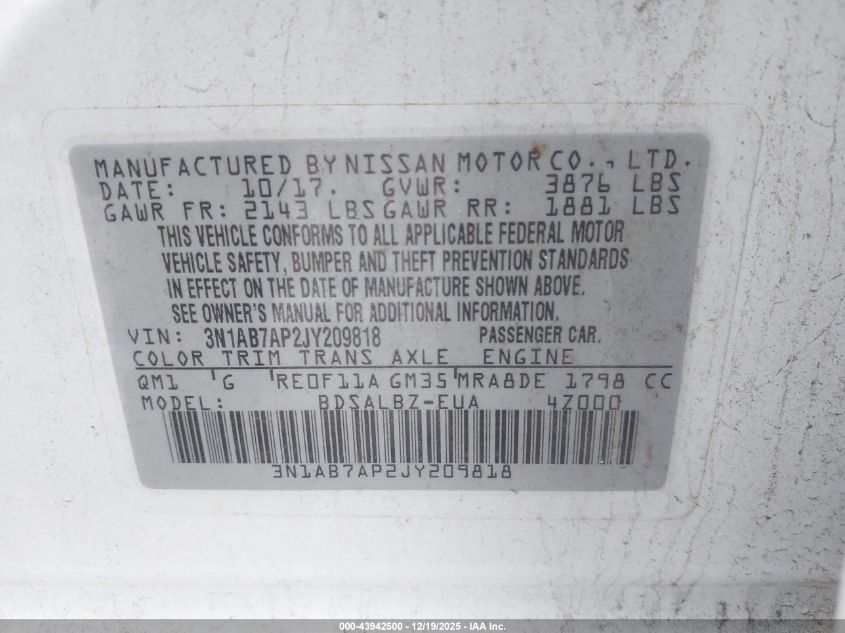 MANUFACTURED BY NISSAN MOTOR CO., LTD.
DATE: 10/17. GVWR: 3876 LBS
GAWR FR: 2143 LBS GAWR RR: 1881 LBS
THIS VEHICLE CONFORMS TO ALL APPLICABLE FEDERAL MOTOR
VEHICLE SAFETY, BUMPER AND THEFT PREVENTION STANDARDS
IN EFFECT ON THE DATE OF MANUFACTURE SHOWN ABOVE.
SEE OWNER'S MANUAL FOR ADDITIONAL INFORMATION.
VIN: 3N1AB7AP2JY209818 PASSENGER CAR.
COLOR TRIM TRANS AXLE ENGINE
QM1 G RE0F11A GM35 MRA8DE 1798 CC
MODEL: BDSALBZ-EUA 4Z000
3N1AB7AP2JY209818
000-43942500 - 12/19/2025 - IAA Inc.